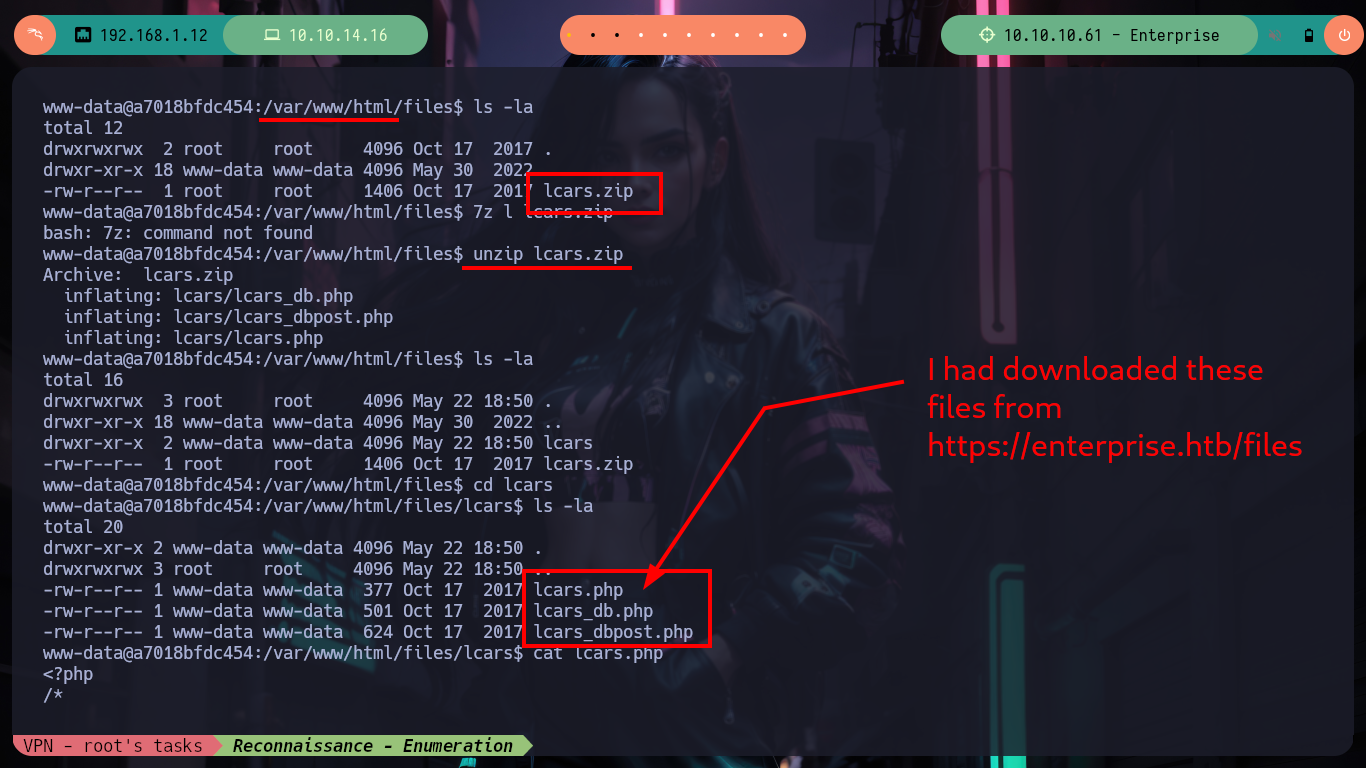 192.168.1.12
10.10.14.16
10.10.10.61 - Enterprise
www-data@a7018bfdc454:/var/www/html/files$ ls -la
total 12
drwxrwxrwx  2 root     root     4096 Oct 17  2017 .
drwxr-xr-x 18 www-data www-data 4096 May 30  2022
-rw-r--r--  1 root     root     1406 Oct 17  2017 lcars.zip
www-data@a7018bfdc454:/var/www/html/files$ 7z l lcars.zip
bash: 7z: command not found
www-data@a7018bfdc454:/var/www/html/files$ unzip lcars.zip
Archive:  lcars.zip
  inflating: lcars/lcars_db.php
  inflating: lcars/lcars_dbpost.php
  inflating: lcars/lcars.php
www-data@a7018bfdc454:/var/www/html/files$ ls -la
total 16
drwxrwxrwx  3 root     root     4096 May 22 18:50 .
drwxr-xr-x 18 www-data www-data 4096 May 30  2022 ..
drwxr-xr-x  2 www-data www-data 4096 May 22 18:50 lcars
-rw-r--r--  1 root     root     1406 Oct 17  2017 lcars.zip
www-data@a7018bfdc454:/var/www/html/files$ cd lcars
www-data@a7018bfdc454:/var/www/html/files/lcars$ ls -la
total 20
drwxr-xr-x 2 www-data www-data 4096 May 22 18:50 .
drwxrwxrwx 3 root     root     4096 May 22 18:50 ..
-rw-r--r-- 1 www-data www-data  377 Oct 17  2017 lcars.php
-rw-r--r-- 1 www-data www-data  501 Oct 17  2017 lcars_db.php
-rw-r--r-- 1 www-data www-data  624 Oct 17  2017 lcars_dbpost.php
www-data@a7018bfdc454:/var/www/html/files/lcars$ cat lcars.php
<?php
/*
I had downloaded these
files from
https://enterprise.htb/files
VPN - root's tasks
Reconnaissance - Enumeration